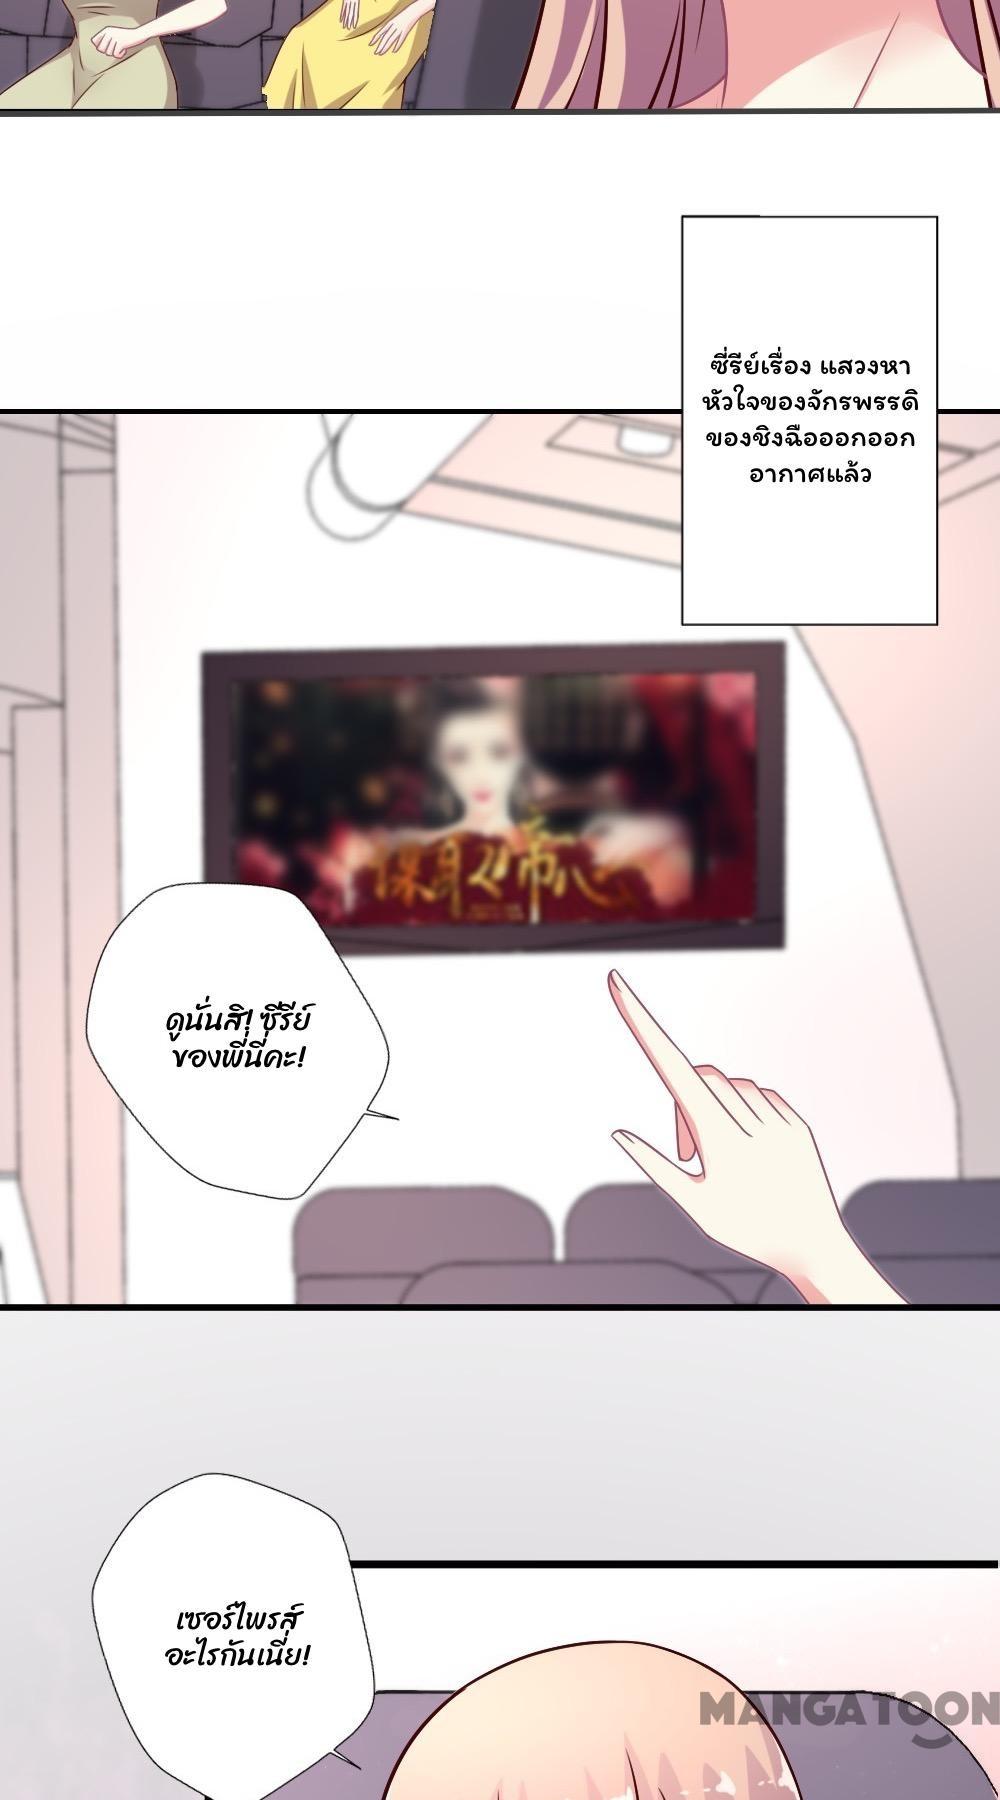 ซี่รีย์เรื่อง แสวงหา
หัวใจของจักรพรรดิ
ของชิงฉือออกออก
อากาศแล้ว
ดูนั่นสิ! ซีรีย์
ของพี่นี่คะ!
เซอร์ไพรส์
อะไรกันเนี่ย!
MANGATOON